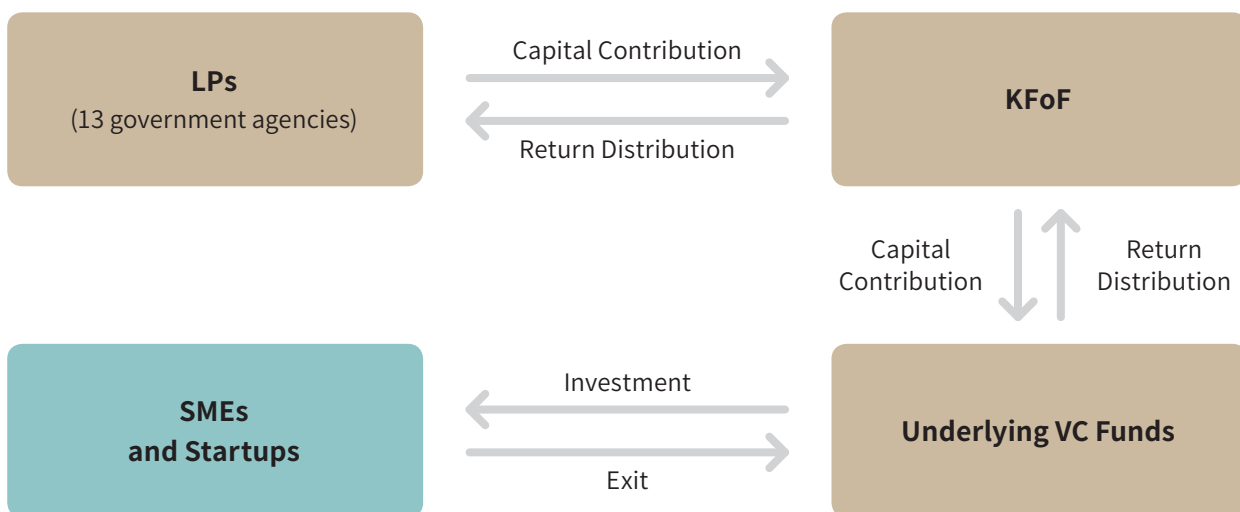 LPs
(13 government agencies)
Capital Contribution
Return Distribution
KFoF
Capital
Contribution
Return
Distribution
SMEs
and Startups
Investment
Exit
Underlying VC Funds